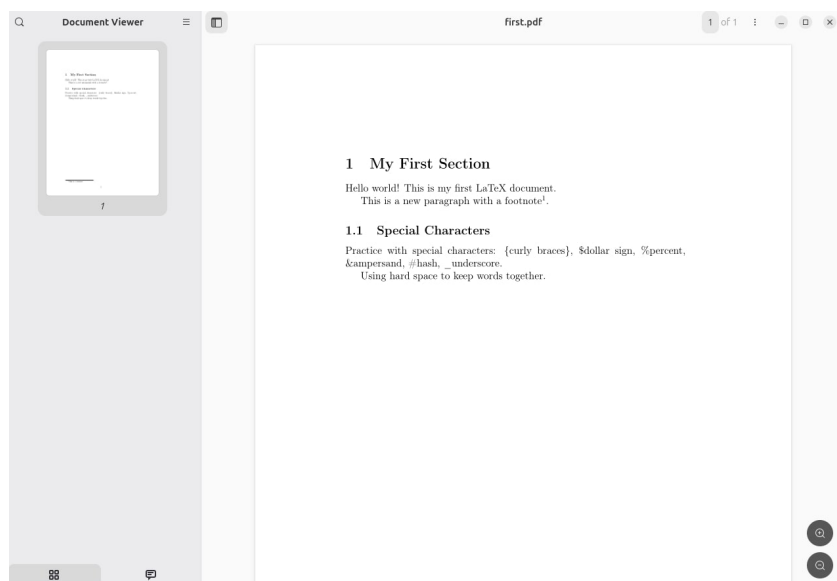 Document Viewer
first.pdf
1 of 1
1 My First Section
Hello world! This is my first LaTeX document.
This is a new paragraph with a footnote¹.
1.1 Special Characters
Practice with special characters: {curly braces}, $dollar sign, %percent,
&ampersand, #hash, _underscore.
Using hard space to keep words together.
1